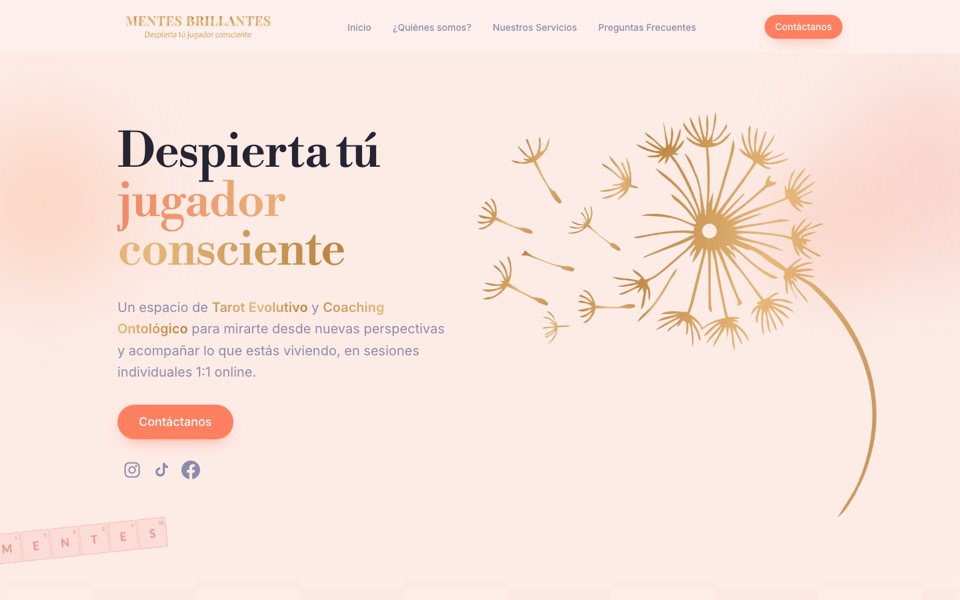 MENTES BRILLANTES
Despierta tú jugador consciente
Inicio
¿Quiénes somos?
Nuestros Servicios
Preguntas Frecuentes
Contáctanos
Despierta tú
jugador
consciente
Un espacio de Tarot Evolutivo y Coaching
Ontológico para mirarte desde nuevas perspectivas
y acompañar lo que estás viviendo, en sesiones
individuales 1:1 online.
Contáctanos
MENTES